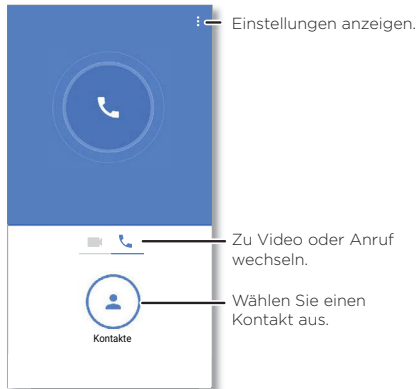 Einstellungen anzeigen.
Zu Video oder Anruf
wechseln.
Wählen Sie einen
Kontakt aus.
Kontakte